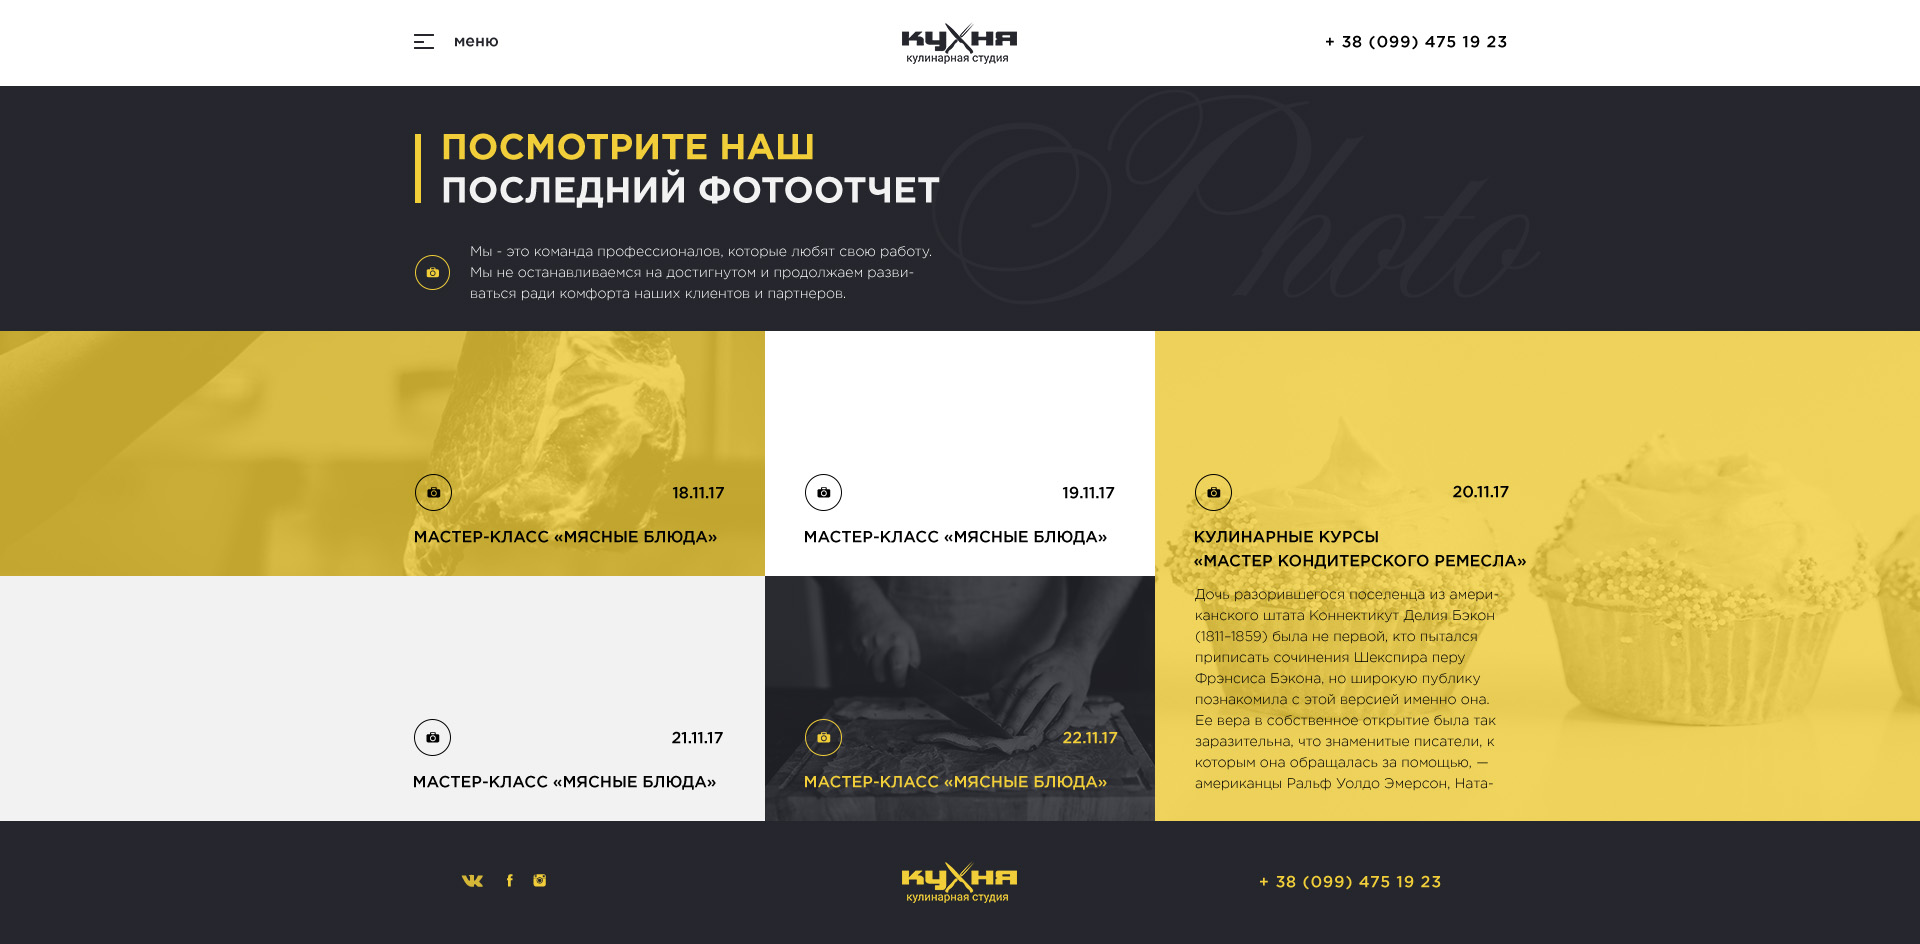 меню
кухня
кулинарная студия
+ 38 (099) 475 19 23
ПОСМОТРИТЕ НАШ
ПОСЛЕДНИЙ ФОТООТЧЕТ
Photo
Мы - это команда профессионалов, которые любят свою работу.
Мы не останавливаемся на достигнутом и продолжаем разви-
ваться ради комфорта наших клиентов и партнеров.
18.11.17
МАСТЕР-КЛАСС «МЯСНЫЕ БЛЮДА»
19.11.17
МАСТЕР-КЛАСС «МЯСНЫЕ БЛЮДА»
20.11.17
КУЛИНАРНЫЕ КУРСЫ
«МАСТЕР КОНДИТЕРСКОГО РЕМЕСЛА»
Дочь разорившегося поселенца из амери-
канского штата Коннектикут Делия Бэкон
(1811–1859) была не первой, кто пытался
приписать сочинения Шекспира перу
Фрэнсиса Бэкона, но широкую публику
познакомила с этой версией именно она.
Ее вера в собственное открытие была так
заразительна, что знаменитые писатели, к
которым она обращалась за помощью, —
американцы Ральф Уолдо Эмерсон, Ната-
21.11.17
МАСТЕР-КЛАСС «МЯСНЫЕ БЛЮДА»
22.11.17
МАСТЕР-КЛАСС «МЯСНЫЕ БЛЮДА»
кухня
кулинарная студия
+ 38 (099) 475 19 23